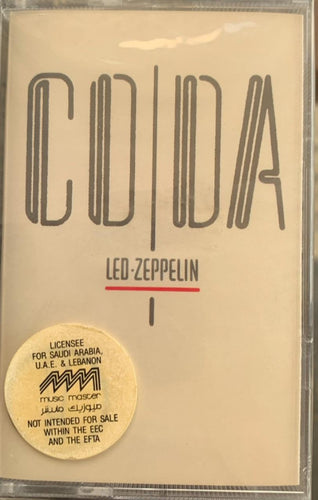 CODA
LED-ZEPPELIN
LICENSEE
FOR SAUDI ARABIA,
U.A.E. & LEBANON
music master
ميوزيك ماستر
NOT INTENDED FOR SALE
WITHIN THE EEC
AND THE EFTA